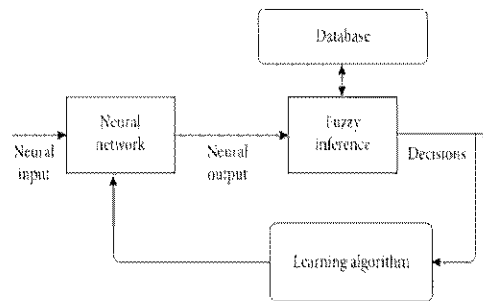 Database
Neural
network
Fuzzy
inference
Neural
input
Neural
output
Decisions
Learning algorithm